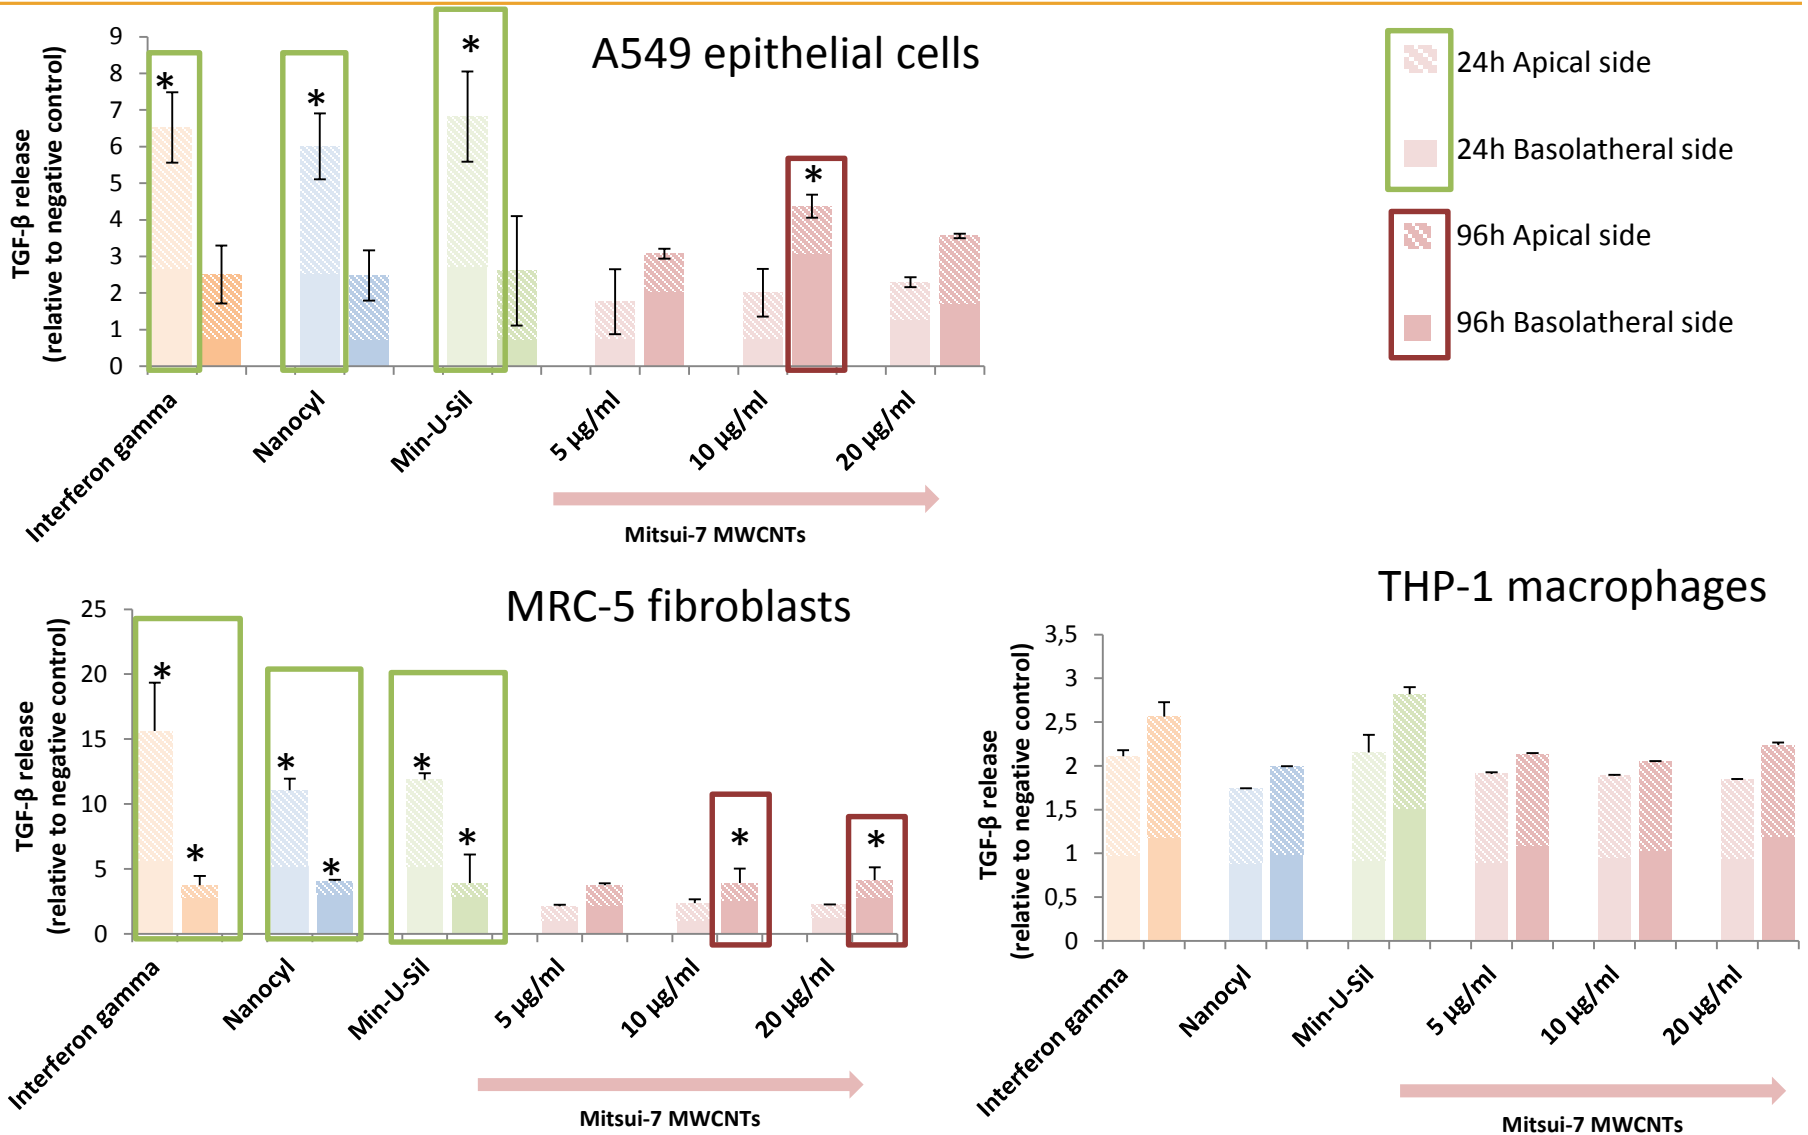 A549 epithelial cells
TGF-β release
(relative to negative control)
9
8
7
6
5
4
3
2
1
0
*
*
*
*
Interferon gamma
Nanocyl
Min-U-Sil
5 µg/ml
10 µg/ml
20 µg/ml
Mitsui-7 MWCNTs
24h Apical side
24h Basolatheral side
96h Apical side
96h Basolatheral side
MRC-5 fibroblasts
TGF-β release
(relative to negative control)
25
20
15
10
5
0
*
*
*
*
*
*
*
*
Interferon gamma
Nanocyl
Min-U-Sil
5 µg/ml
10 µg/ml
20 µg/ml
Mitsui-7 MWCNTs
THP-1 macrophages
TGF-β release
(relative to negative control)
3,5
3
2,5
2
1,5
1
0,5
0
Interferon gamma
Nanocyl
Min-U-Sil
5 µg/ml
10 µg/ml
20 µg/ml
Mitsui-7 MWCNTs